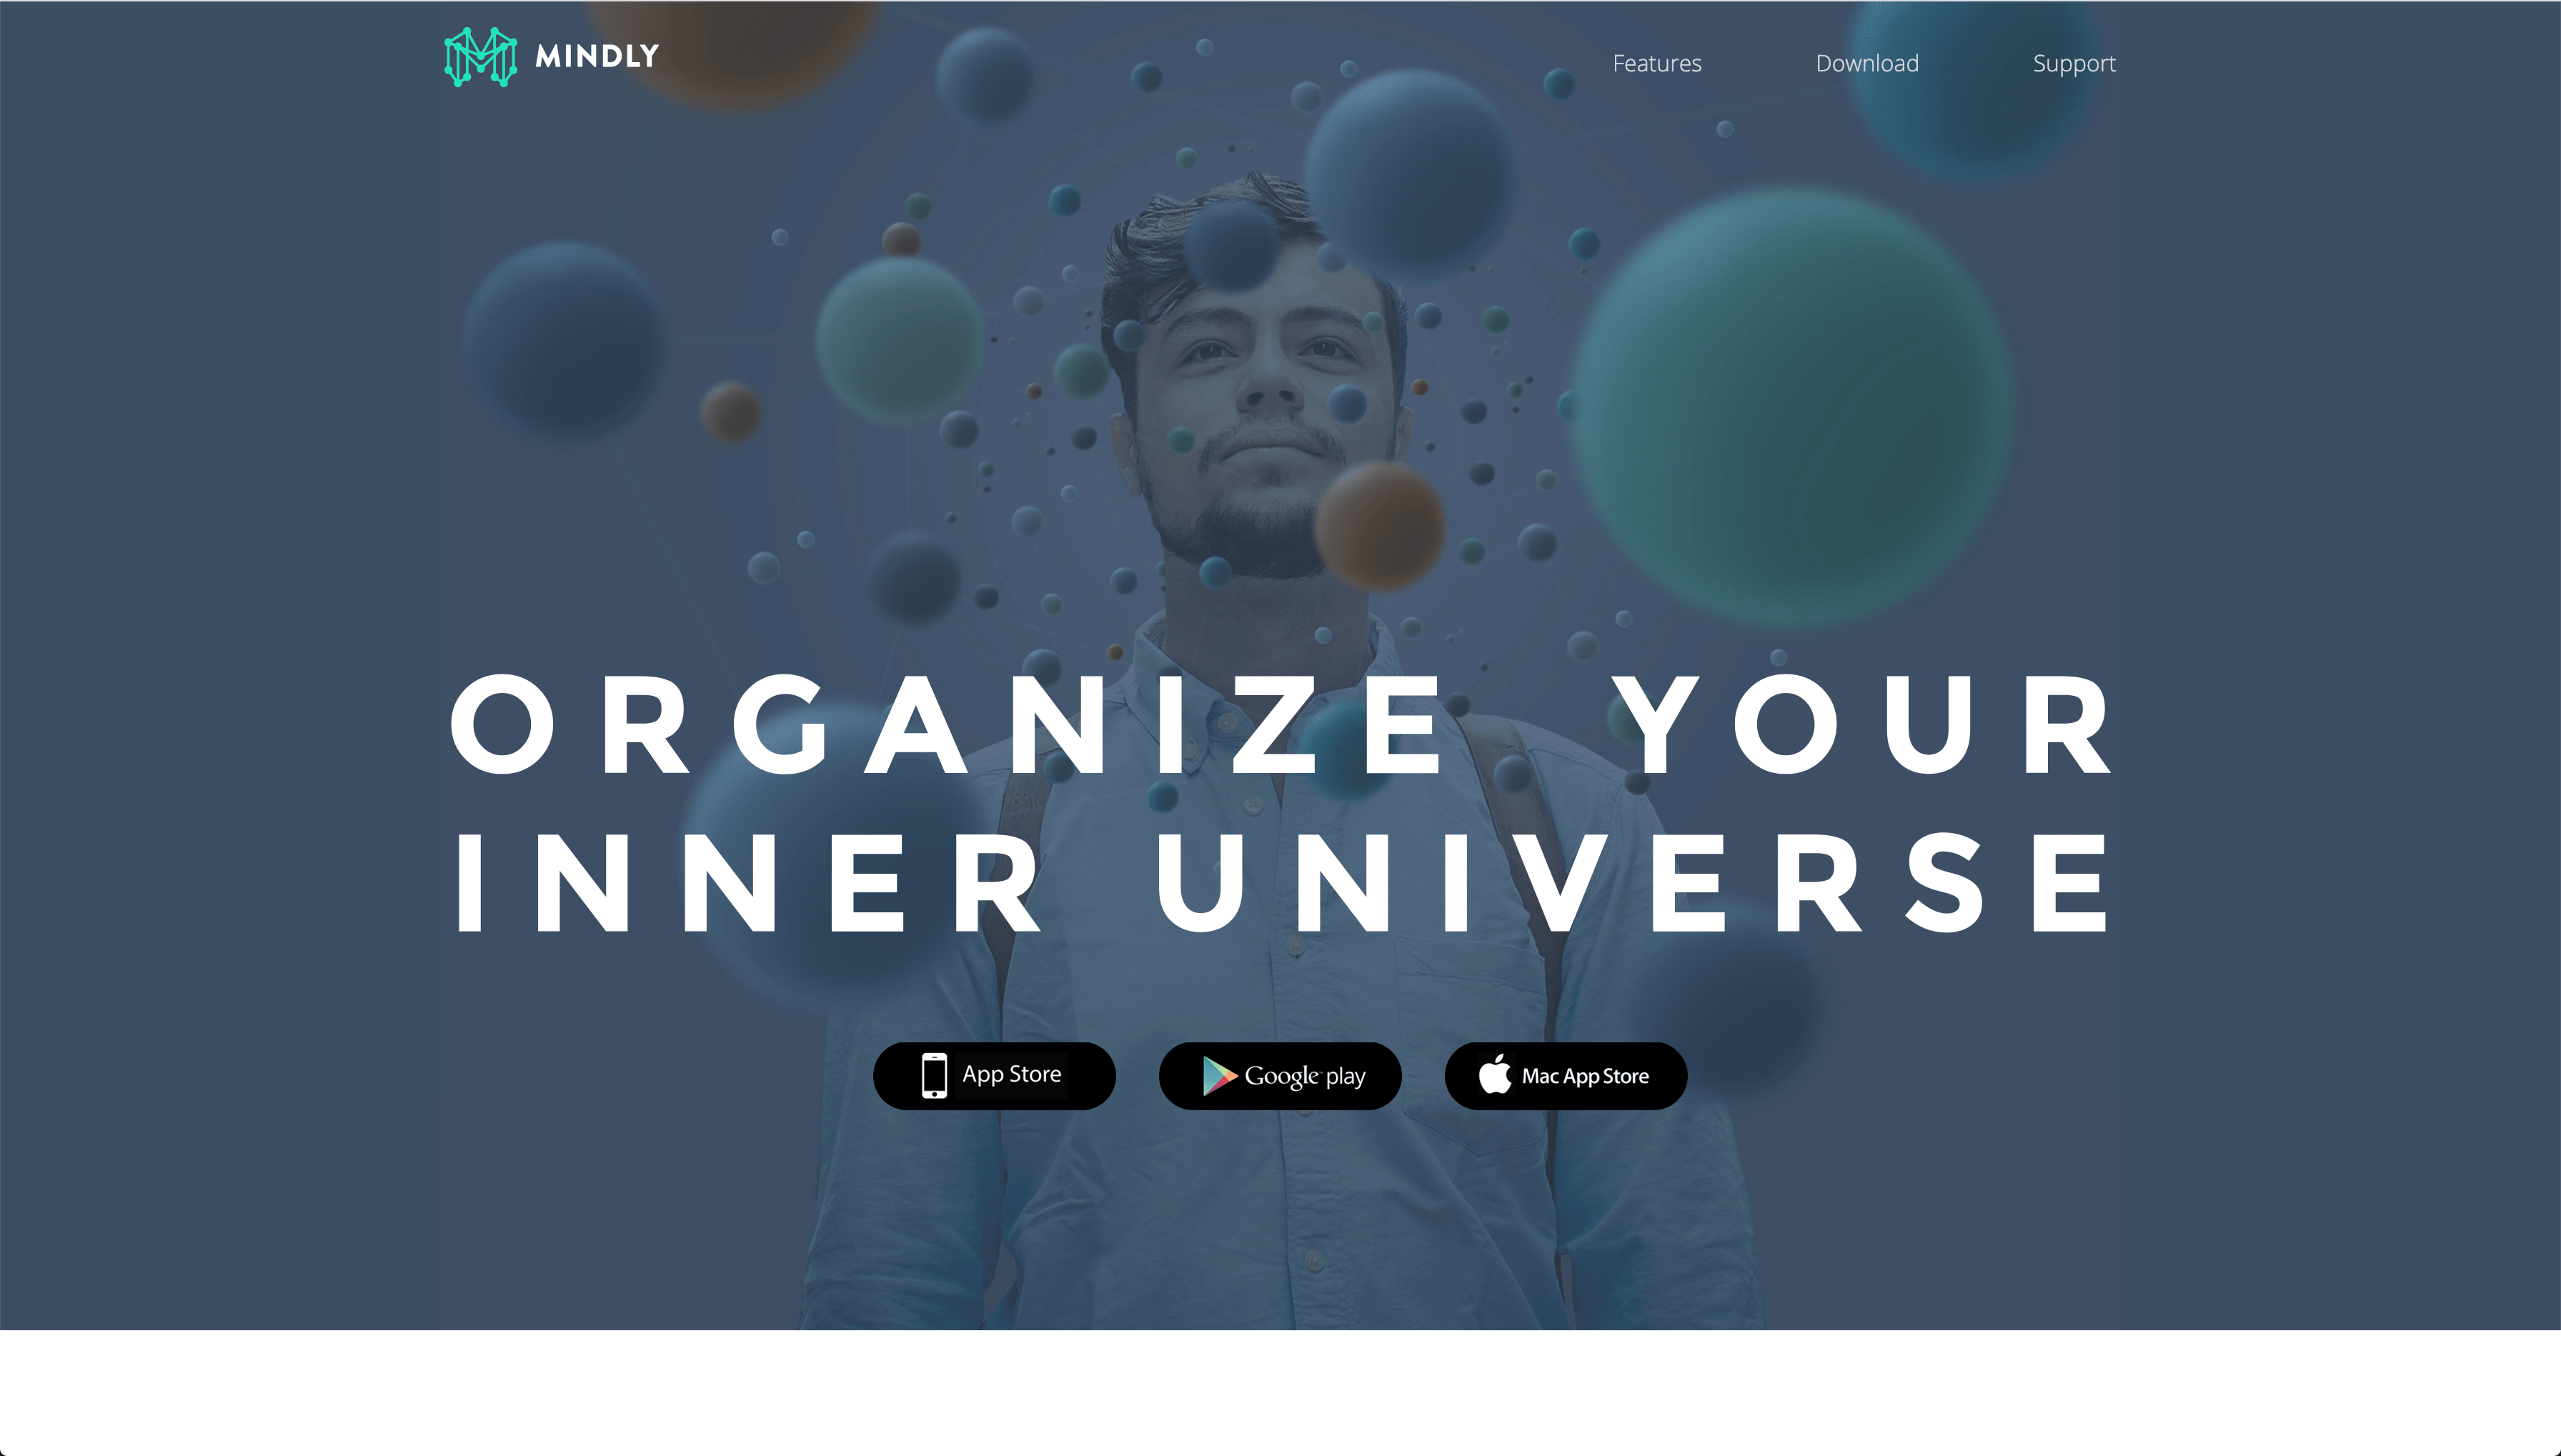 MINDLY
Features Download Support
ORGANIZE YOUR
INNER UNIVERSE
App Store
Google play
Mac App Store